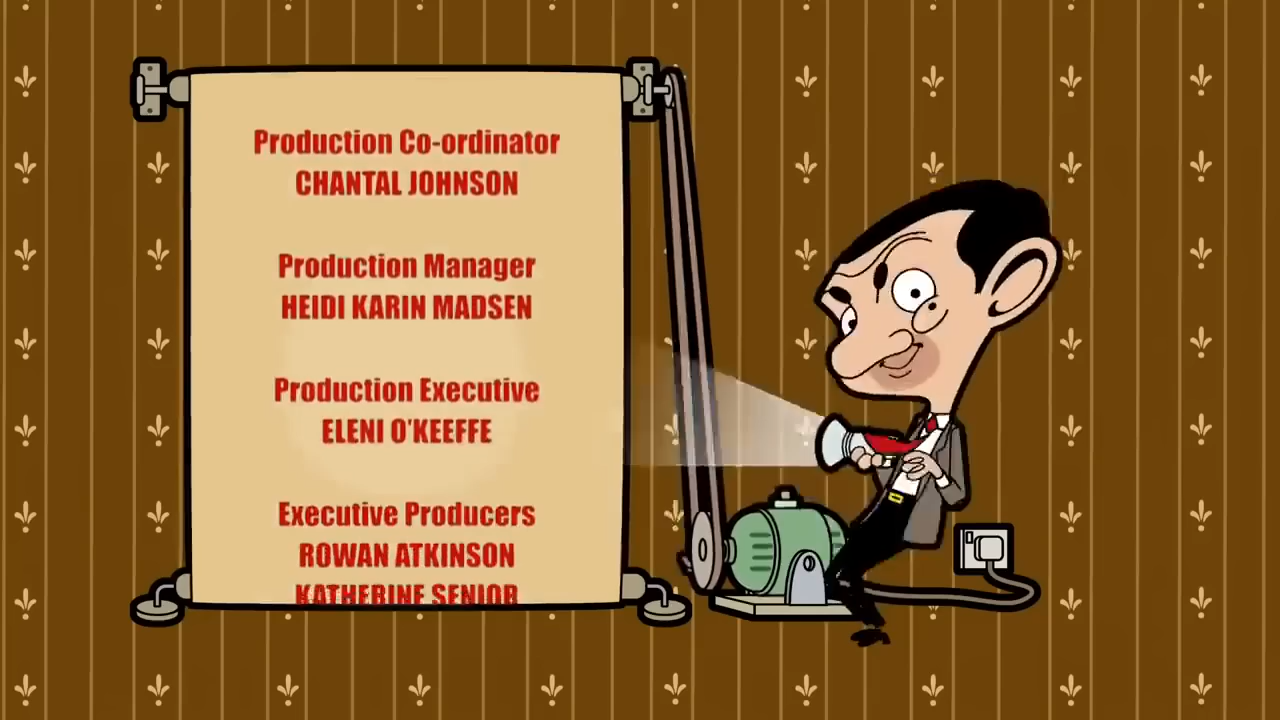 Production Co-ordinator
CHANTAL JOHNSON
Production Manager
HEIDI KARIN MADSEN
Production Executive
ELENI O'KEEFFE
Executive Producers
ROWAN ATKINSON
KATHERINE SENIOR